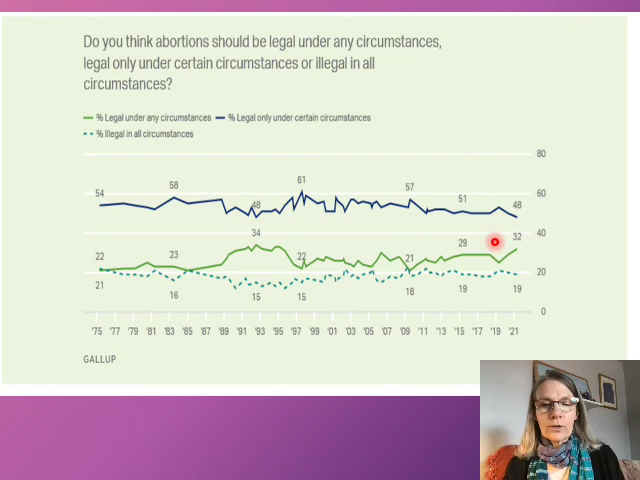 Do you think abortions should be legal under any circumstances,
legal only under certain circumstances or illegal in all
circumstances?
% Legal under any circumstances % Legal only under certain circumstances
% Illegal in all circumstances
80
61
58 57
54 51
48 48
60
40
34 32
29
22 23 22 21
20
21 19 19
16 15 15 18
0
'75 '77 '79 '81 '83 '85 '87 '89 '91 '93 '95 '97 '99 '01 '03 '05 '07 '09 '11 '13 '15 '17 '19 '21
GALLUP